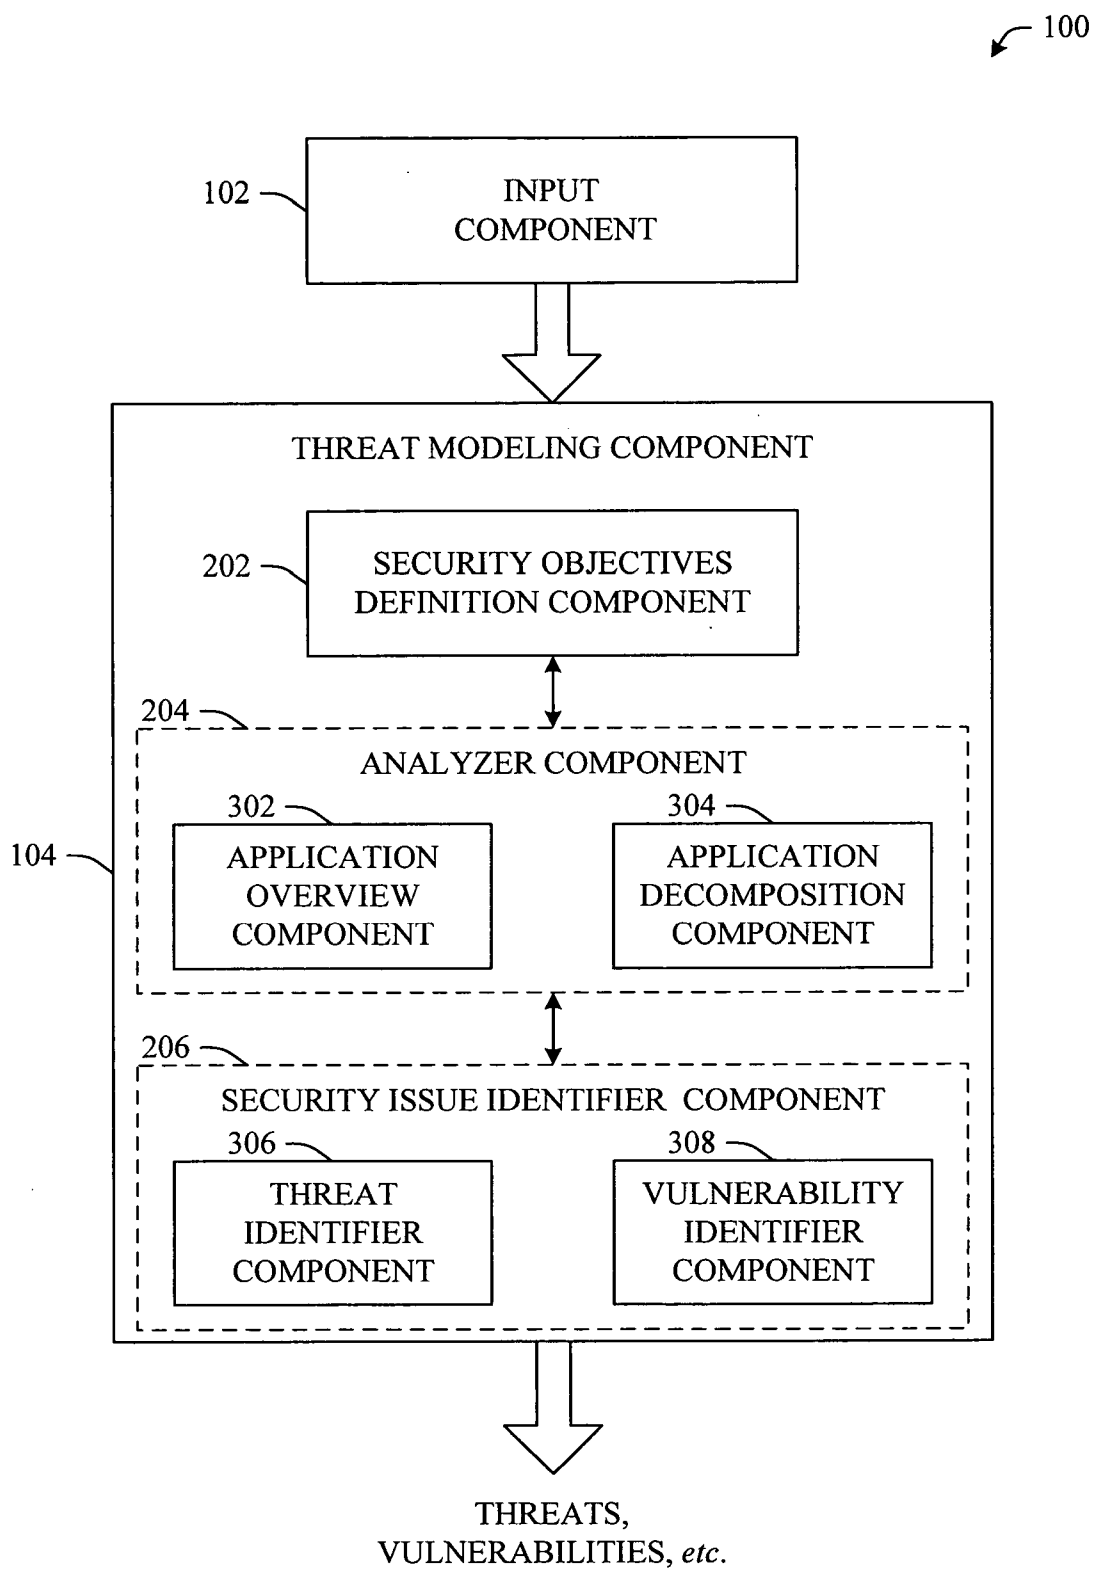 100
102
INPUT
COMPONENT
THREAT MODELING COMPONENT
202
SECURITY OBJECTIVES
DEFINITION COMPONENT
204
ANALYZER COMPONENT
302
304
104
APPLICATION
OVERVIEW
COMPONENT
APPLICATION
DECOMPOSITION
COMPONENT
206
SECURITY ISSUE IDENTIFIER COMPONENT
306
308
THREAT
IDENTIFIER
COMPONENT
VULNERABILITY
IDENTIFIER
COMPONENT
THREATS,
VULNERABILITIES, etc.